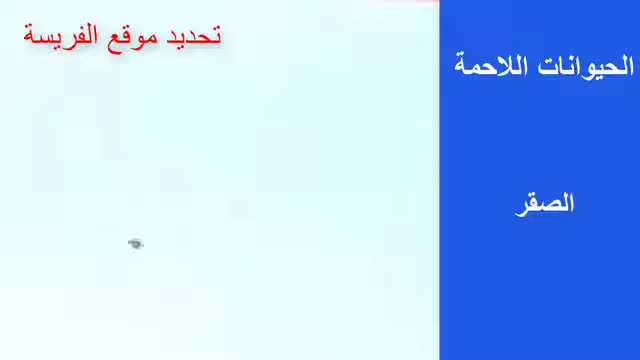 تحديد موقع الفريسة
الحيوانات اللاحمة
الصقر